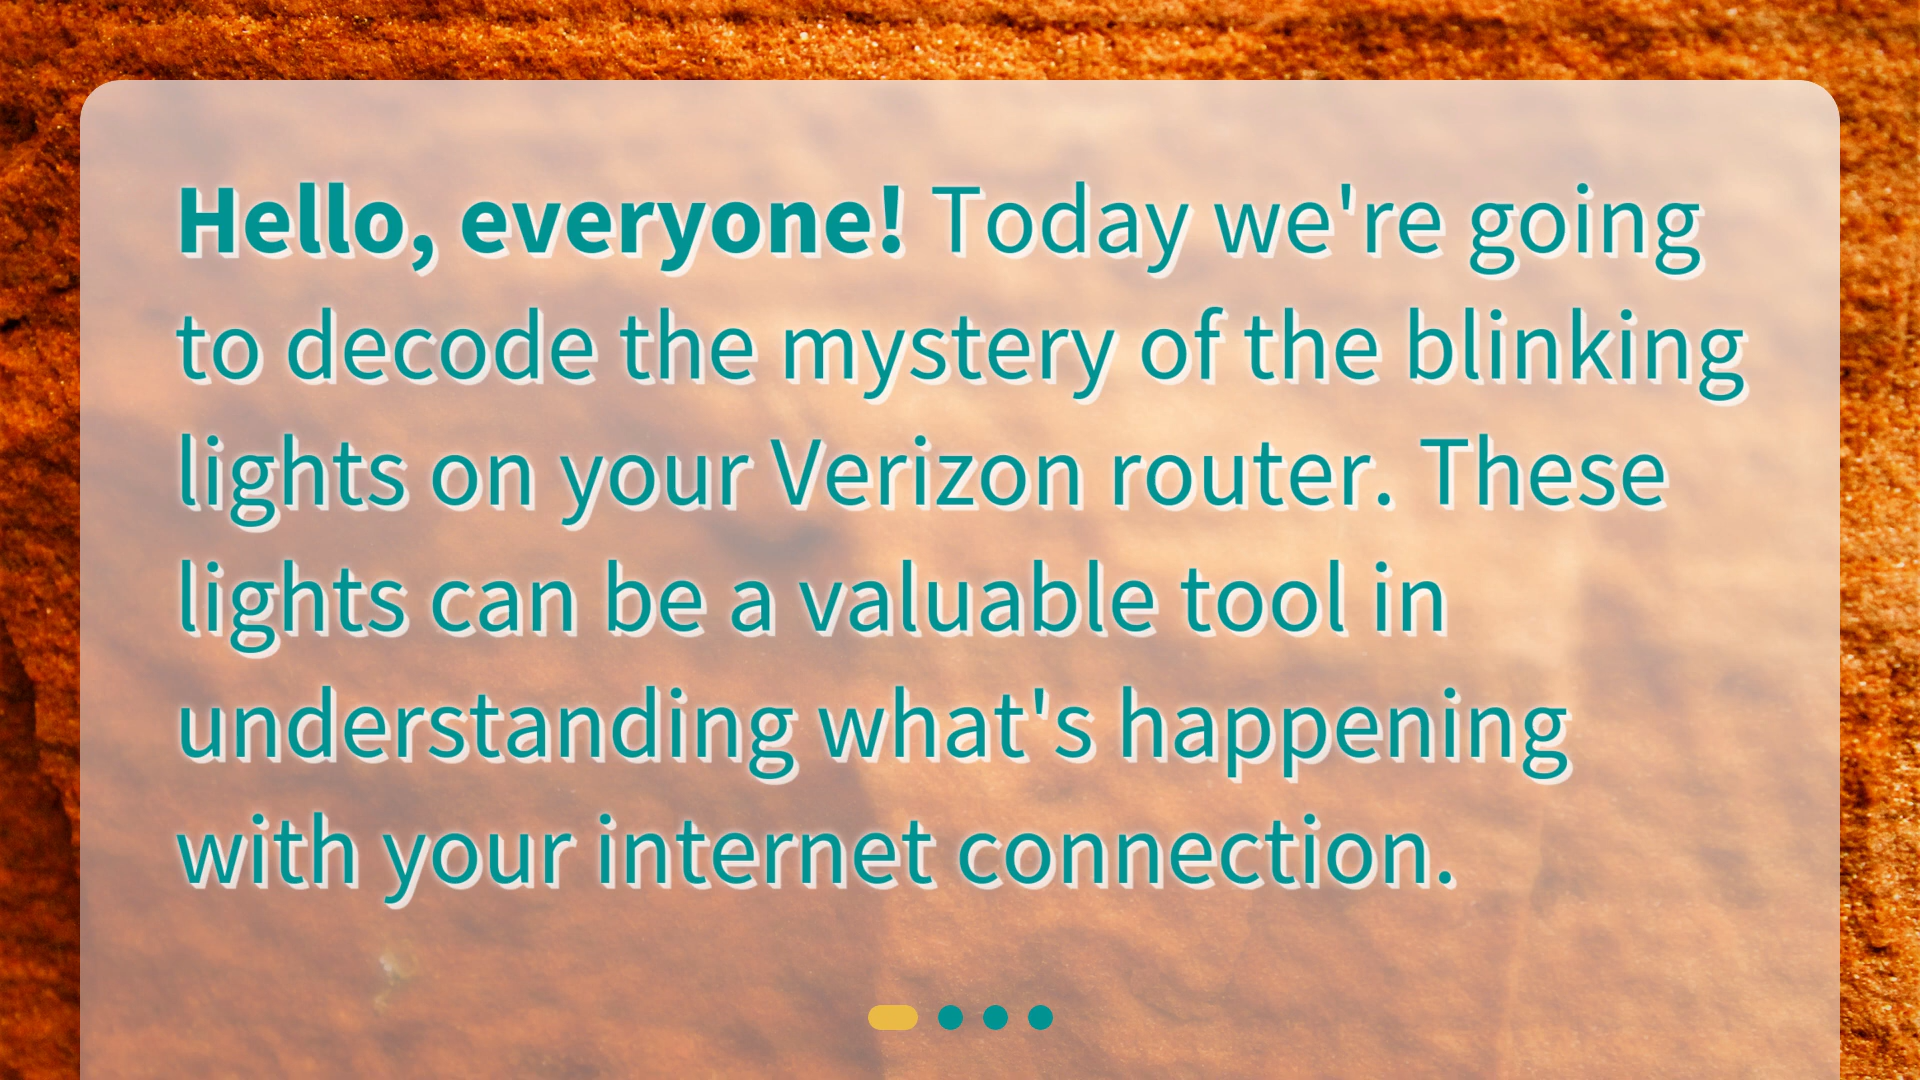 Hello, everyone! Today we're going
to decode the mystery of the blinking
lights on your Verizon router. These
lights can be a valuable tool in
understanding what's happening
with your internet connection.